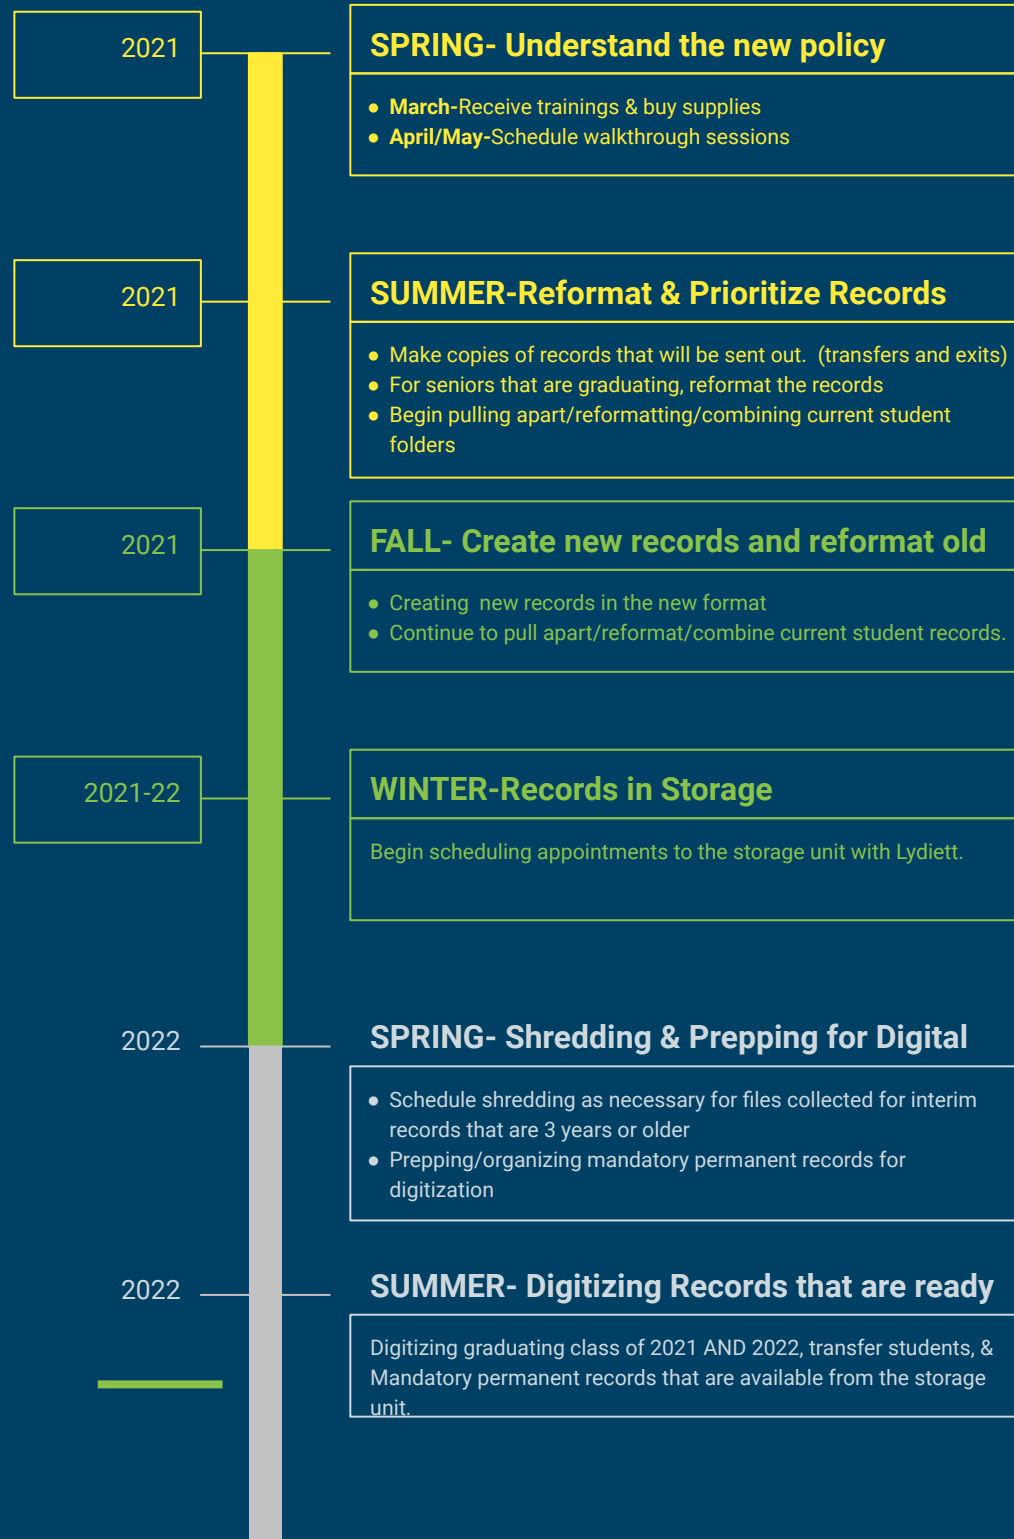 2021
SPRING- Understand the new policy
● March-Receive trainings & buy supplies
● April/May-Schedule walkthrough sessions
2021
SUMMER-Reformat & Prioritize Records
● Make copies of records that will be sent out.  (transfers and exits)
● For seniors that are graduating, reformat the records
● Begin pulling apart/reformatting/combining current student
folders
2021
FALL- Create new records and reformat old
● Creating  new records in the new format
● Continue to pull apart/reformat/combine current student records.
2021-22
WINTER-Records in Storage
Begin scheduling appointments to the storage unit with Lydiett.
2022
SPRING- Shredding & Prepping for Digital
● Schedule shredding as necessary for files collected for interim
records that are 3 years or older
● Prepping/organizing mandatory permanent records for
digitization
2022
SUMMER- Digitizing Records that are ready
Digitizing graduating class of 2021 AND 2022, transfer students, &
Mandatory permanent records that are available from the storage
unit.